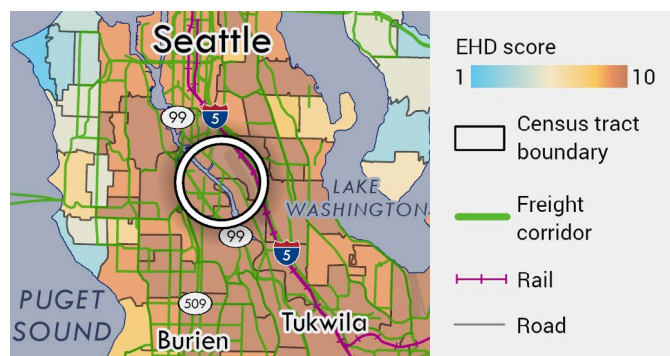 Seattle
5
99
LAKE
WASHINGTON
99
5
509
PUGET
SOUND
Tukwila
Burien
EHD score
1 10
Census tract
boundary
Freight
corridor
Rail
Road